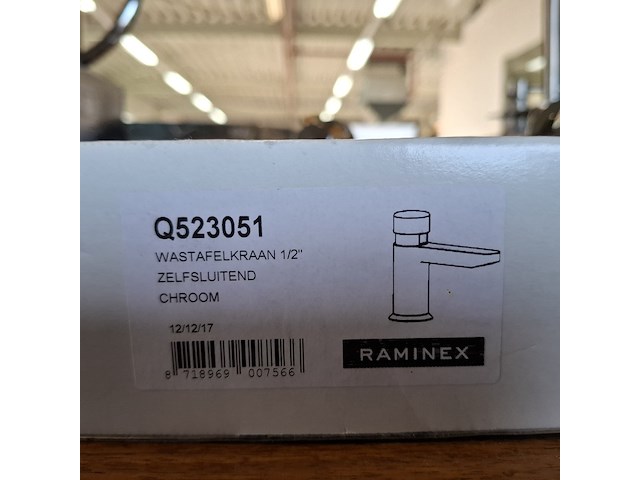 Q523051
WASTAFELKRAAN 1/2"
ZELFSLUITEND
CHROOM
12/12/17
8 718969 007566
RAMINEX